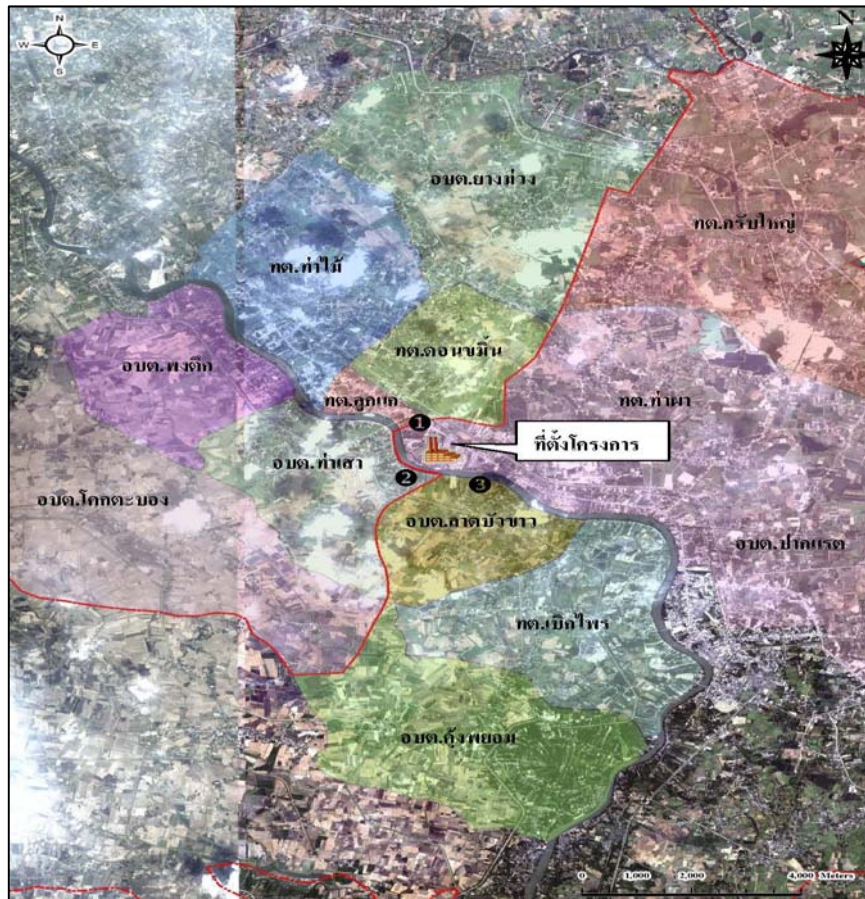 N
W E
S
N
อบต.ยางม่วง
ทต.กรับใหญ่
ทต.ท่าไม้
ทต.ดอนขมิ้น
อบต.พงตึก
ทต.ลูกแก
ทต.ท่าผา
❶
ที่ตั้งโครงการ
อบต.ท่าเสา
❷
❸
อบต.โคกตะบอง
อบต.ลาดบัวขาว
อบต.ปากแรต
ทต.เบิกไพร
อบต.คุ้งพยอม
0 1,000 2,000 4,000 Meters